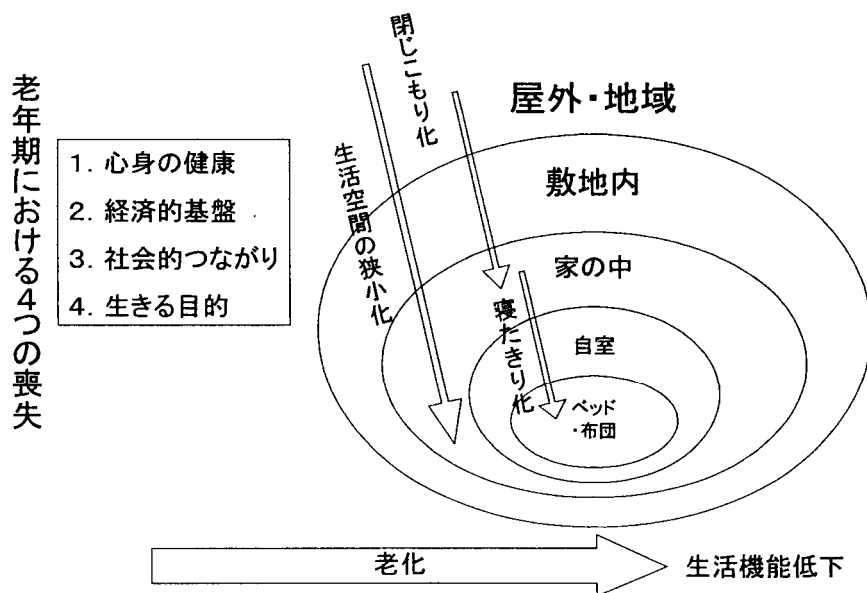 老年期における4つの喪失
1. 心身の健康
2. 経済的基盤
3. 社会的つながり
4. 生きる目的
生活空間の狭小化
閉じこもり化
寝たきり化
屋外・地域
敷地内
家の中
自室
ベッド
・布団
老化
生活機能低下